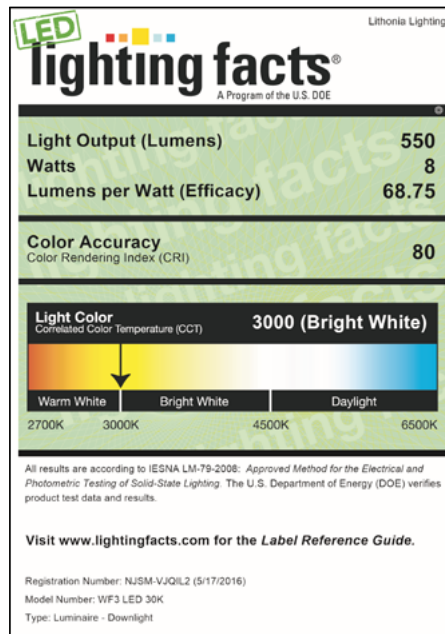 LED
Lithonia Lighting
lighting facts®
A Program of the U.S. DOE
Light Output (Lumens) 550
Watts 8
Lumens per Watt (Efficacy) 68.75
Color Accuracy 80
Color Rendering Index (CRI)
Light Color 3000 (Bright White)
Correlated Color Temperature (CCT)
Warm White Bright White Daylight
2700K 3000K 4500K 6500K
All results are according to IESNA LM-79-2008: Approved Method for the Electrical and
Photometric Testing of Solid-State Lighting. The U.S. Department of Energy (DOE) verifies
product test data and results.
Visit www.lightingfacts.com for the Label Reference Guide.
Registration Number: NJSM-VJQIL2 (5/17/2016)
Model Number: WF3 LED 30K
Type: Luminaire - Downlight